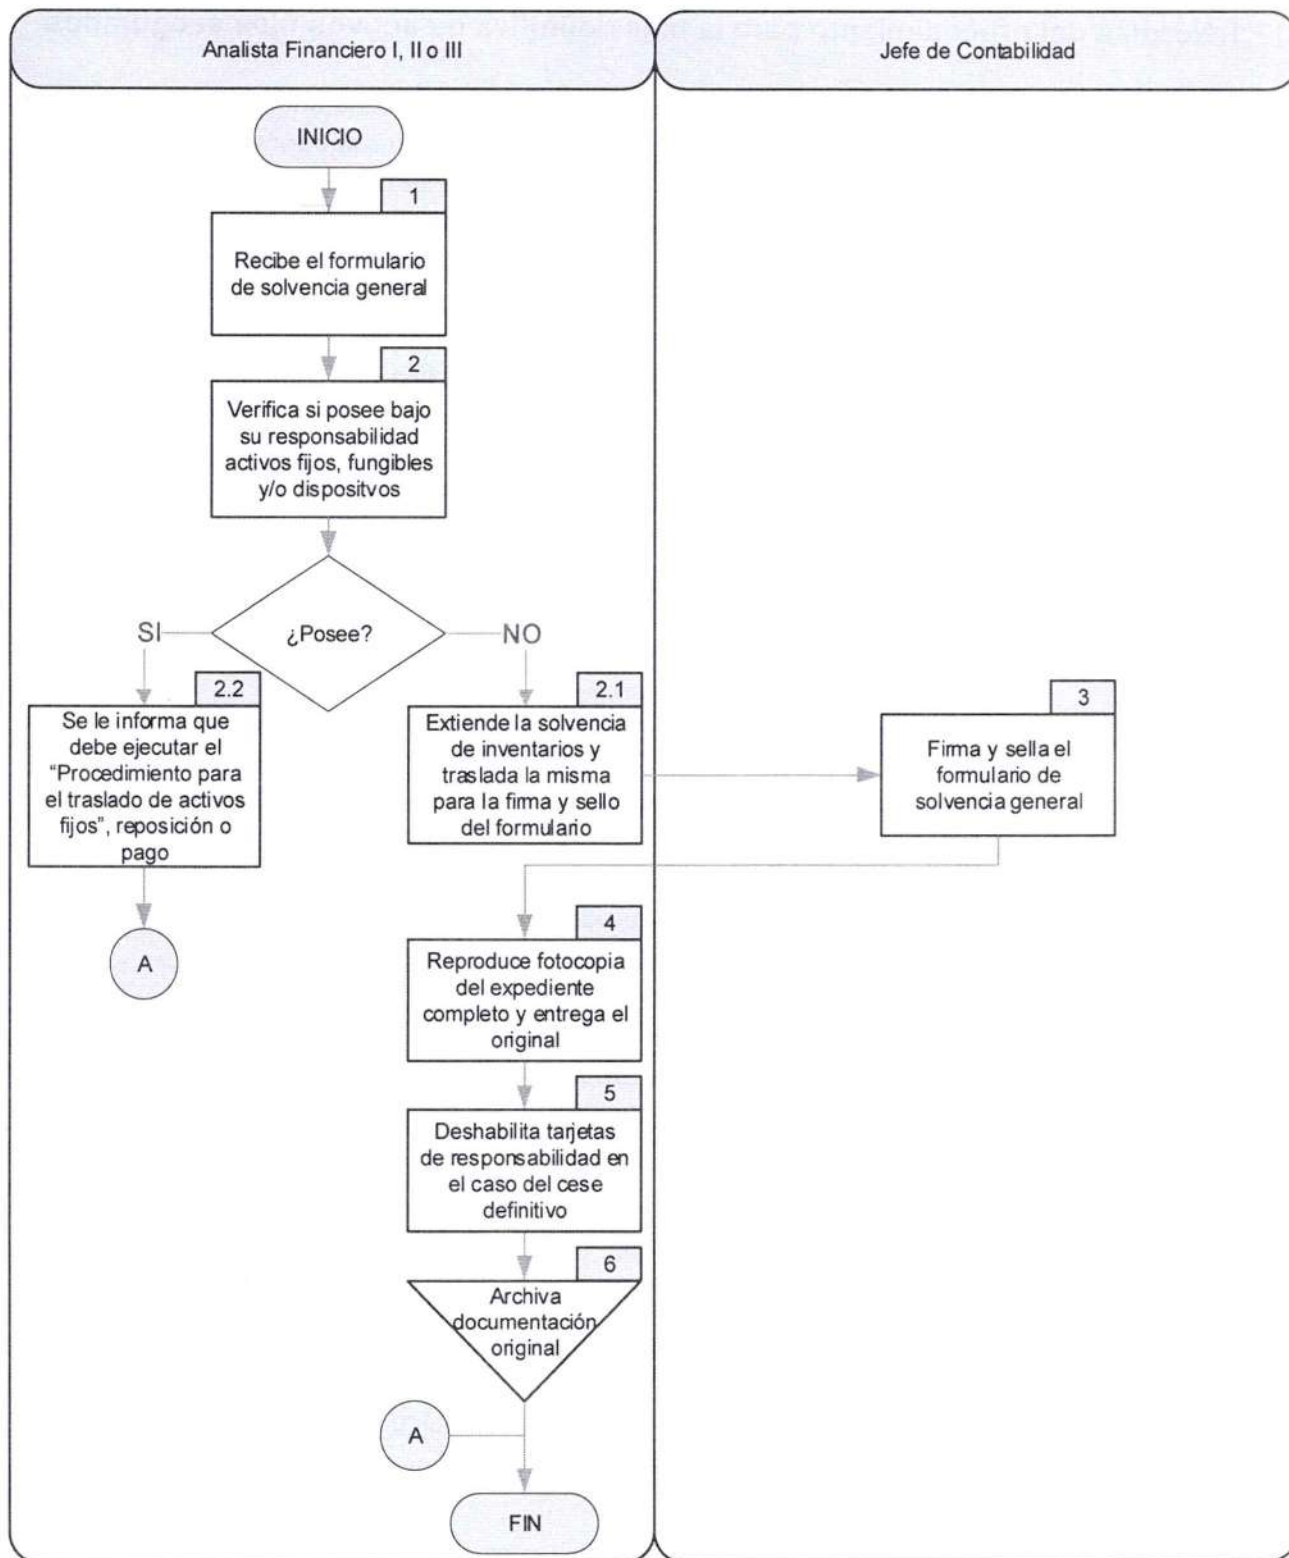 Analista Financiero I, II o III
Jefe de Contabilidad
INICIO
1
Recibe el formulario
de solvencia general
2
Verifica si posee bajo
su responsabilidad
activos fijos, fungibles
y/o dispositvos
¿Posee?
SI
NO
2.2
Se le informa que
debe ejecutar el
“Procedimiento para
el traslado de activos
fijos”, reposición o
pago
A
2.1
Extiende la solvencia
de inventarios y
traslada la misma
para la firma y sello
del formulario
3
Firma y sella el
formulario de
solvencia general
4
Reproduce fotocopia
del expediente
completo y entrega el
original
5
Deshabilita tarjetas
de responsabilidad en
el caso del cese
definitivo
6
Archiva
documentación
original
A
FIN